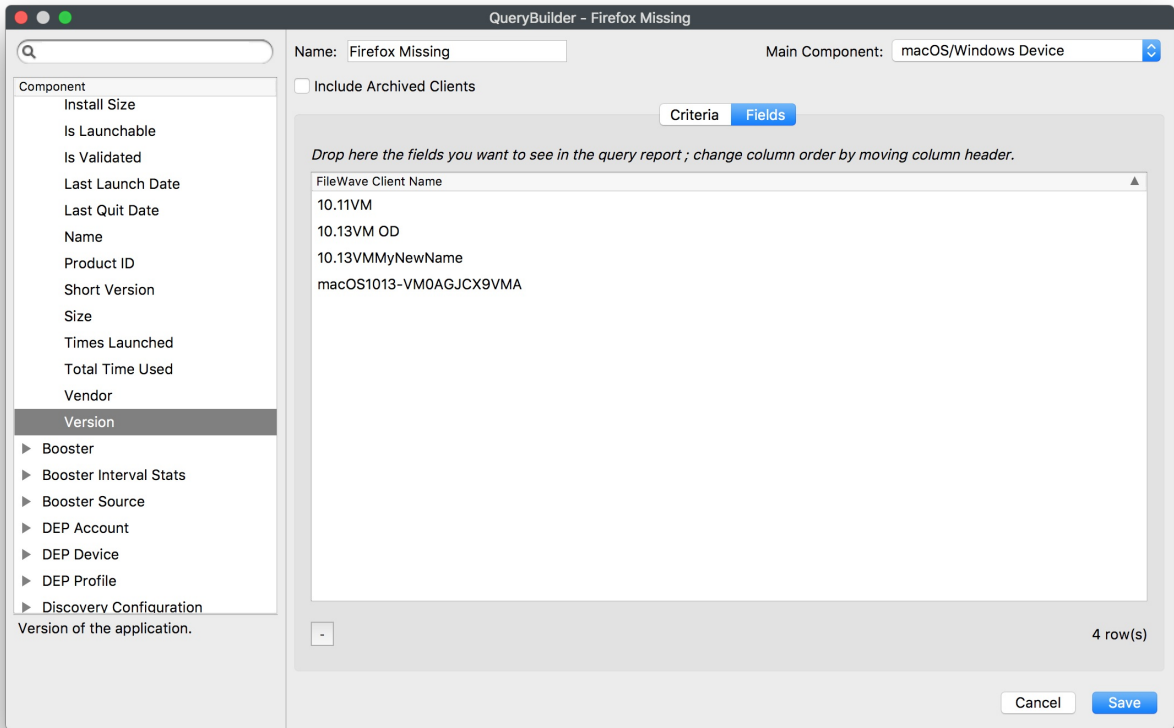 QueryBuilder - Firefox Missing
Name: Firefox Missing
Main Component: macOS/Windows Device
Include Archived Clients
Component
Install Size
Is Launchable
Is Validated
Last Launch Date
Last Quit Date
Name
Product ID
Short Version
Size
Times Launched
Total Time Used
Vendor
Version
Booster
Booster Interval Stats
Booster Source
DEP Account
DEP Device
DEP Profile
Discovery Configuration
Version of the application.
Criteria
Fields
Drop here the fields you want to see in the query report ; change column order by moving column header.
FileWave Client Name
10.11VM
10.13VM OD
10.13VMMyNewName
macOS1013-VM0AGJCX9VMA
-
4 row(s)
Cancel
Save